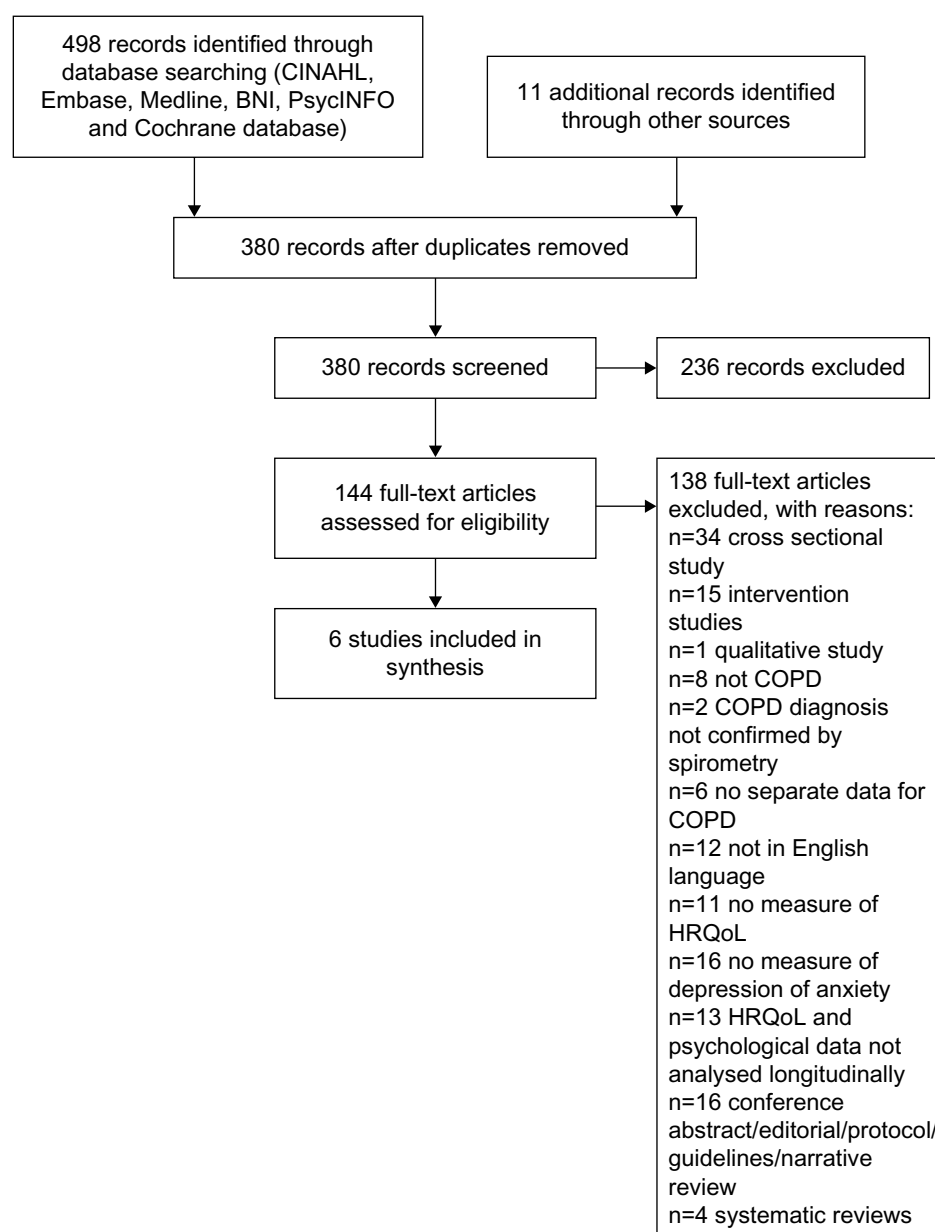 498 records identified through
database searching (CINAHL,
Embase, Medline, BNI, PsycINFO
and Cochrane database)
11 additional records identified
through other sources
380 records after duplicates removed
380 records screened
236 records excluded
144 full-text articles
assessed for eligibility
138 full-text articles
excluded, with reasons:
n=34 cross sectional
study
n=15 intervention
studies
n=1 qualitative study
n=8 not COPD
n=2 COPD diagnosis
not confirmed by
spirometry
n=6 no separate data for
COPD
n=12 not in English
language
n=11 no measure of
HRQoL
n=16 no measure of
depression of anxiety
n=13 HRQoL and
psychological data not
analysed longitudinally
n=16 conference
abstract/editorial/protocol/
guidelines/narrative
review
n=4 systematic reviews
6 studies included in
synthesis